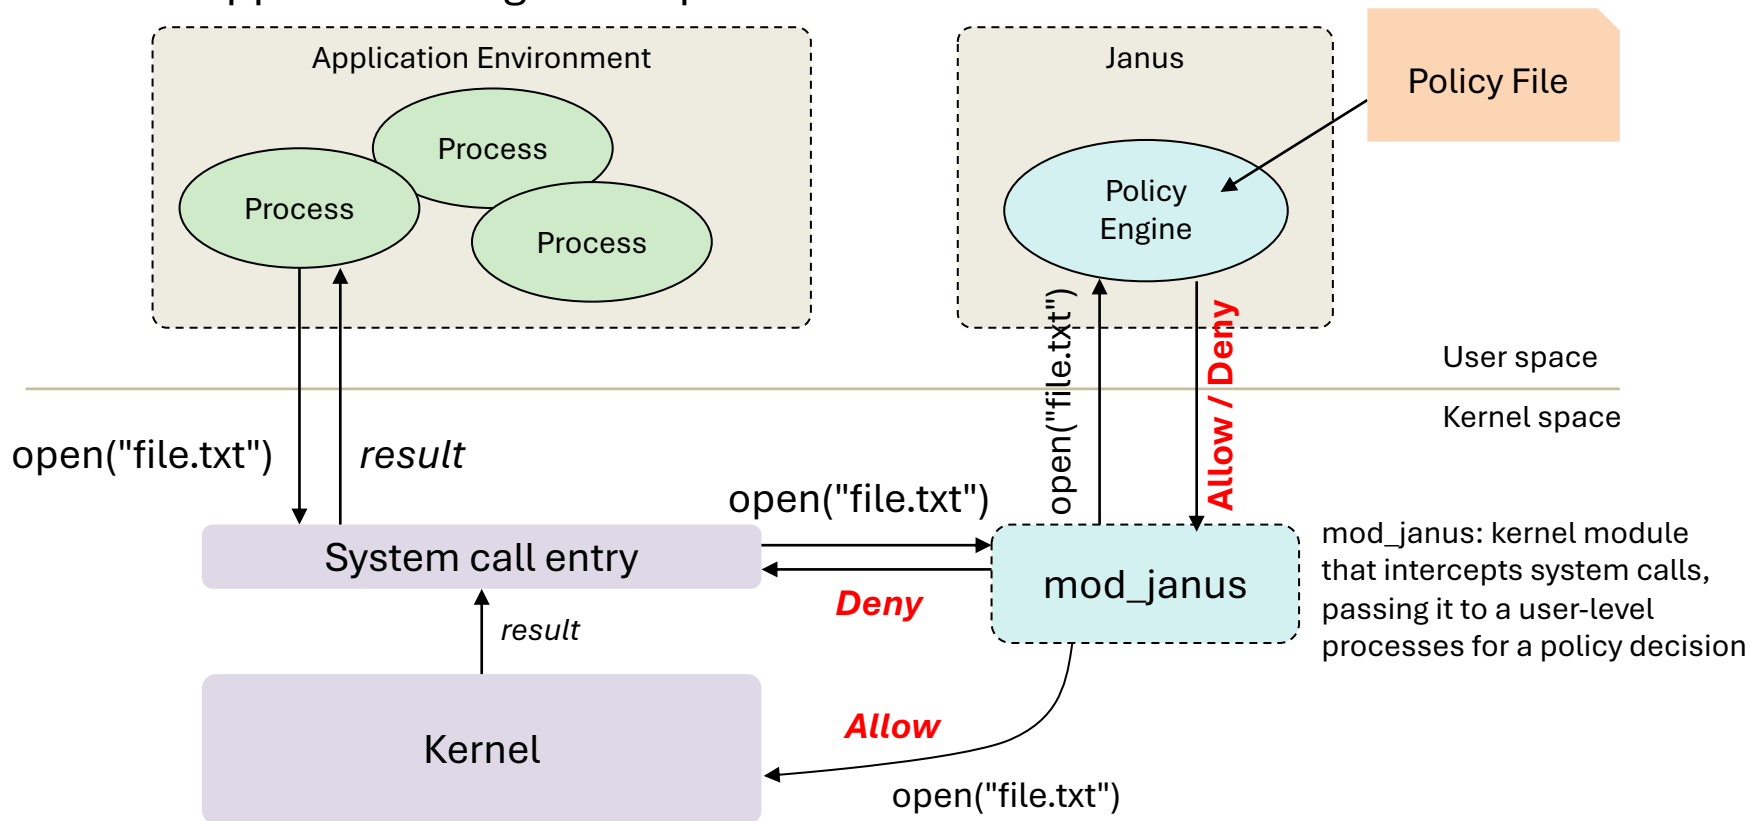 Application Environment
Process
Process
Process
Janus
Policy
Engine
Policy File
User space
Kernel space
open("file.txt")
result
open("file.txt")
Allow / Deny
open("file.txt")
System call entry
Deny
mod_janus
mod_janus: kernel module
that intercepts system calls,
passing it to a user-level
processes for a policy decision
result
Kernel
Allow
open("file.txt")